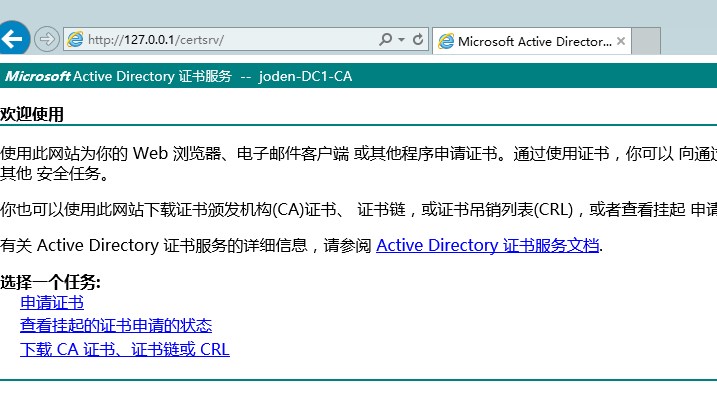 http://127.0.0.1/certsrv/
Microsoft Active Director...
Microsoft Active Directory 证书服务 -- joden-DC1-CA
欢迎使用
使用此网站为你的 Web 浏览器、电子邮件客户端 或其他程序申请证书。通过使用证书，你可以 向通过
其他 安全任务。
你也可以使用此网站下载证书颁发机构(CA)证书、 证书链，或证书吊销列表(CRL)，或者查看挂起 申请
有关 Active Directory 证书服务的详细信息，请参阅 Active Directory 证书服务文档.
选择一个任务:
申请证书
查看挂起的证书申请的状态
下载 CA 证书、证书链或 CRL